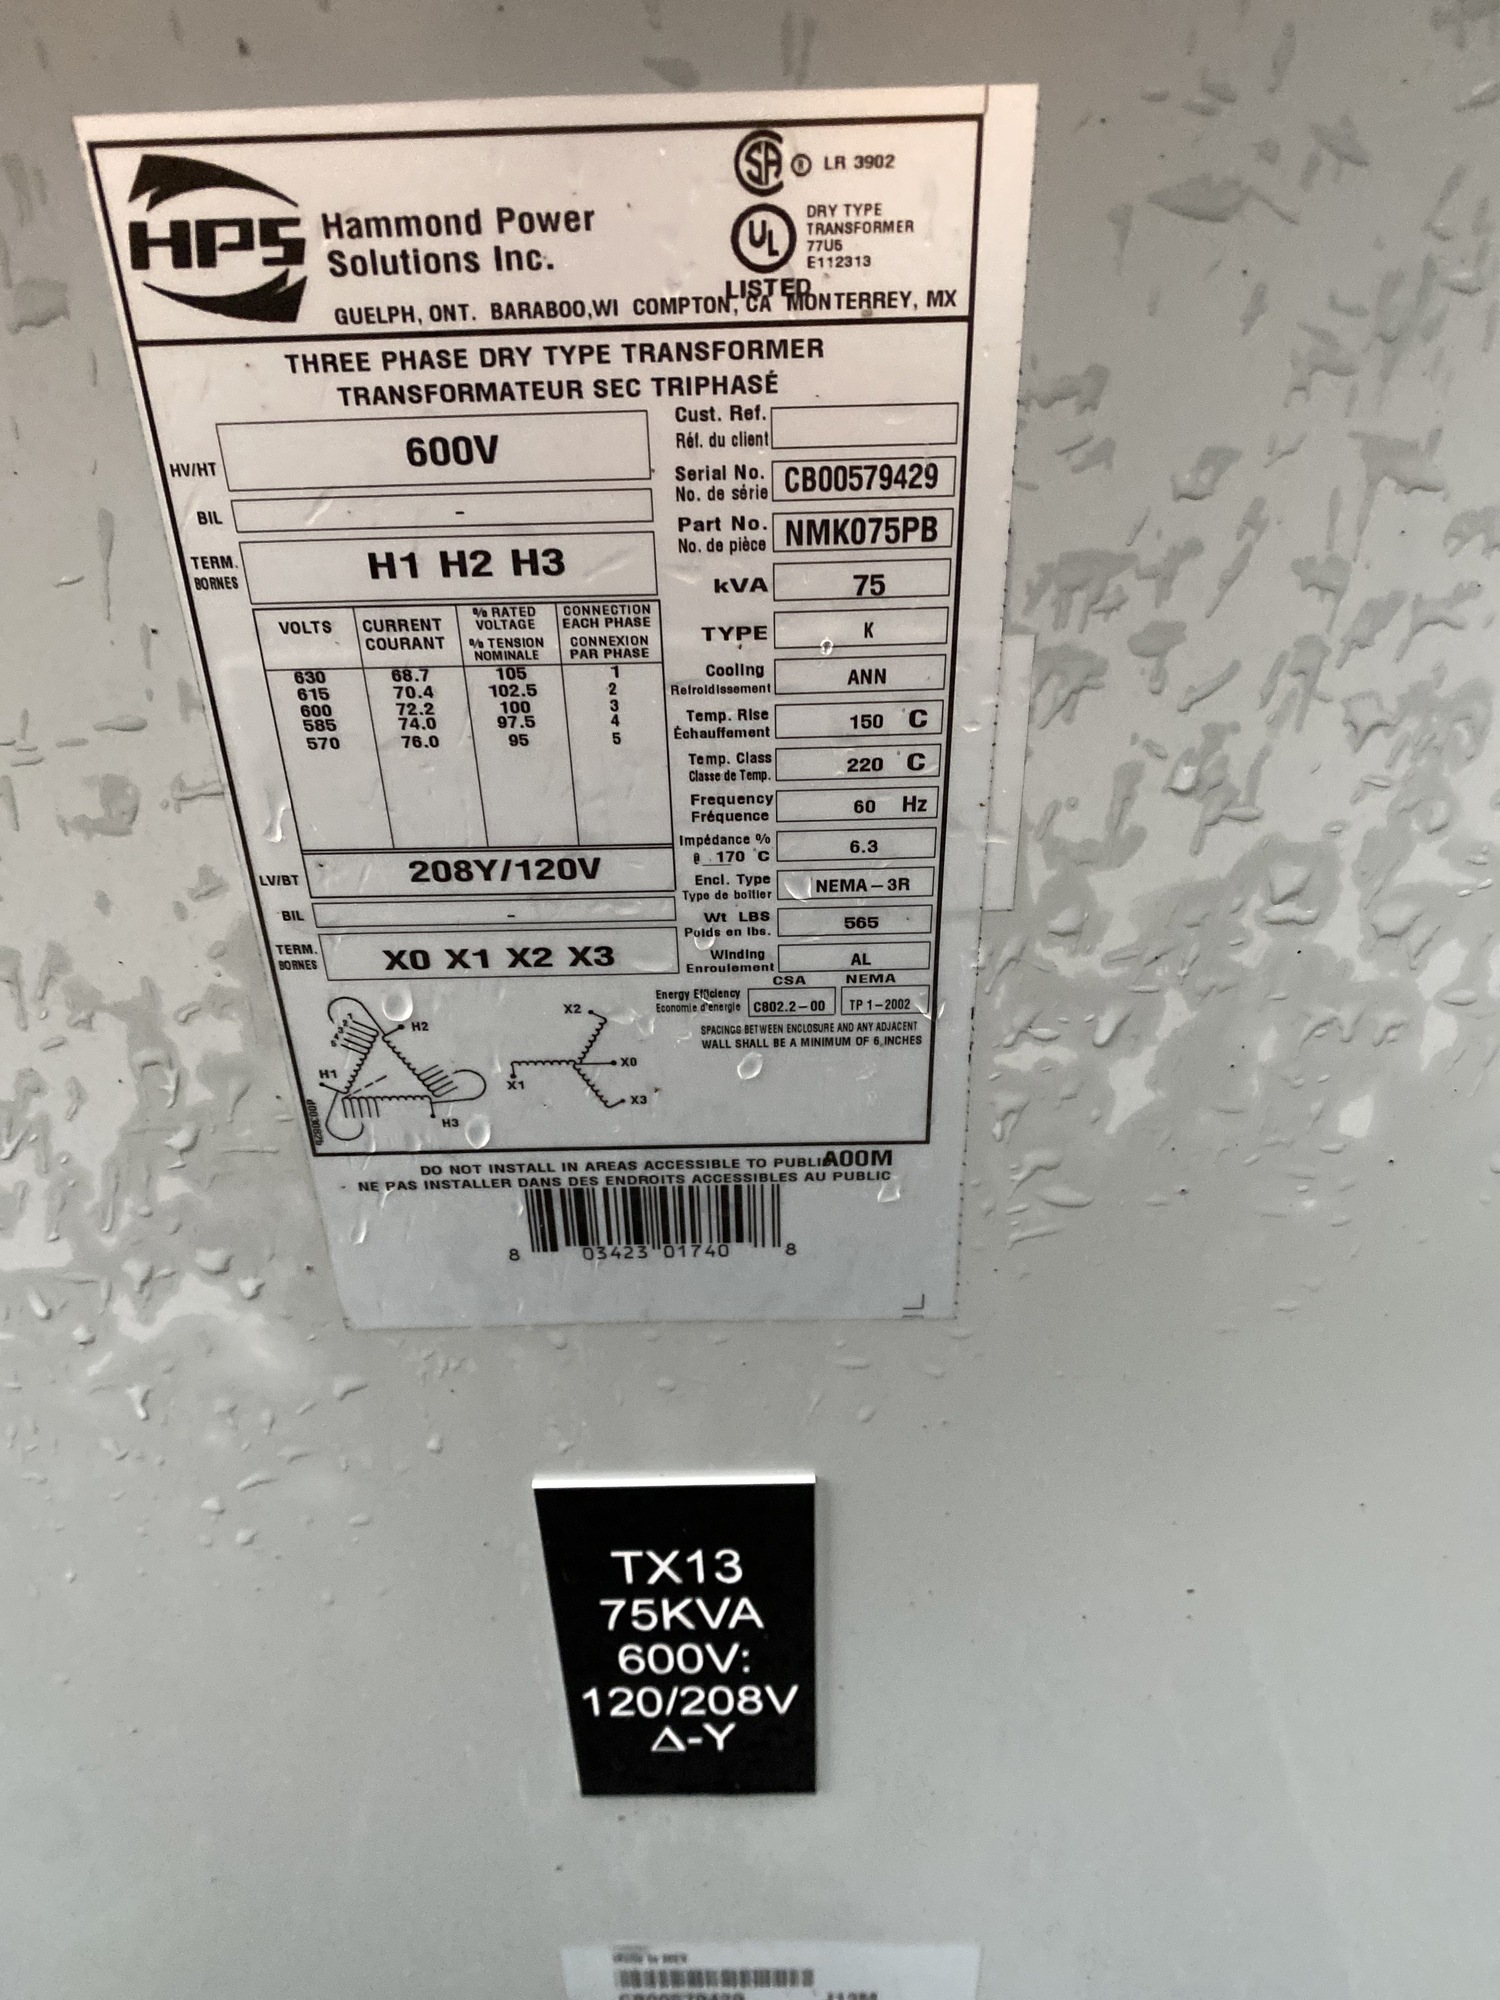 HPS
Hammond Power
Solutions Inc.
SA ® LR 3902
UL
DRY TYPE
TRANSFORMER
77U5
E112313
LISTED
GUELPH, ONT. BARABOO,WI COMPTON, CA MONTERREY, MX
THREE PHASE DRY TYPE TRANSFORMER
TRANSFORMATEUR SEC TRIPHASÉ
HV/HT 600V
BIL -
TERM.
BORNES
H1 H2 H3
VOLTS CURRENT COURANT % RATED VOLTAGE % TENSION NOMINALE CONNECTION EACH PHASE CONNEXION PAR PHASE
630 68.7 105 1
615 70.4 102.5 2
600 72.2 100 3
585 74.0 97.5 4
570 76.0 95 5
LV/BT 208Y/120V
BIL -
TERM.
BORNES
X0 X1 X2 X3
H1
H2
H3
X2
X0
X1
X3
Cust. Ref.
Réf. du client
Serial No.
No. de série
CB00579429
Part No.
No. de pièce
NMK075PB
kVA 75
TYPE K
Cooling
Refroidissement
ANN
Temp. Rise
Échauffement
150 °C
Temp. Class
Classe de Temp.
220 °C
Frequency
Fréquence
60 Hz
Impédance %
@ 170 °C
6.3
Encl. Type
Type de boîtier
NEMA-3R
Wt LBS
Poids en lbs.
565
Winding
Enroulement
AL
CSA NEMA
Energy Efficiency
Economie d'energie
C802.2-00 TP 1-2002
SPACINGS BETWEEN ENCLOSURE AND ANY ADJACENT
WALL SHALL BE A MINIMUM OF 6 INCHES
DO NOT INSTALL IN AREAS ACCESSIBLE TO PUBLIC A00M
NE PAS INSTALLER DANS DES ENDROITS ACCESSIBLES AU PUBLIC
8 03423 01740 8
TX13
75KVA
600V:
120/208V
Δ-Y
CB00579429